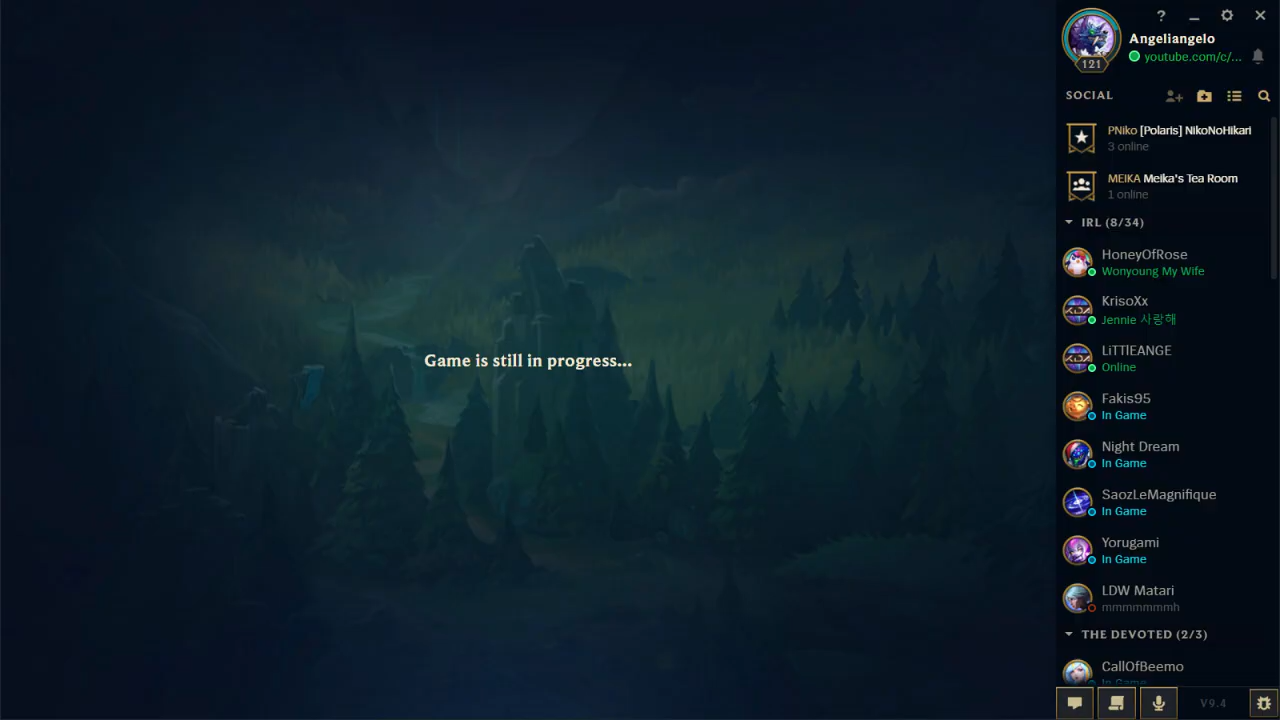 ?
Angeliangelo
youtube.com/c/...
121
SOCIAL
PNiko [Polaris] NikoNoHikari
3 online
MEIKA Meika's Tea Room
1 online
IRL (8/34)
HoneyOfRose
Wonyoung My Wife
KrisoXx
Jennie 사랑해
LiTTlEANGE
Online
Game is still in progress...
Fakis95
In Game
Night Dream
In Game
SaozLeMagnifique
In Game
Yorugami
In Game
LDW Matari
mmmmmmmh
THE DEVOTED (2/3)
CallOfBeemo
In Game
V9.4